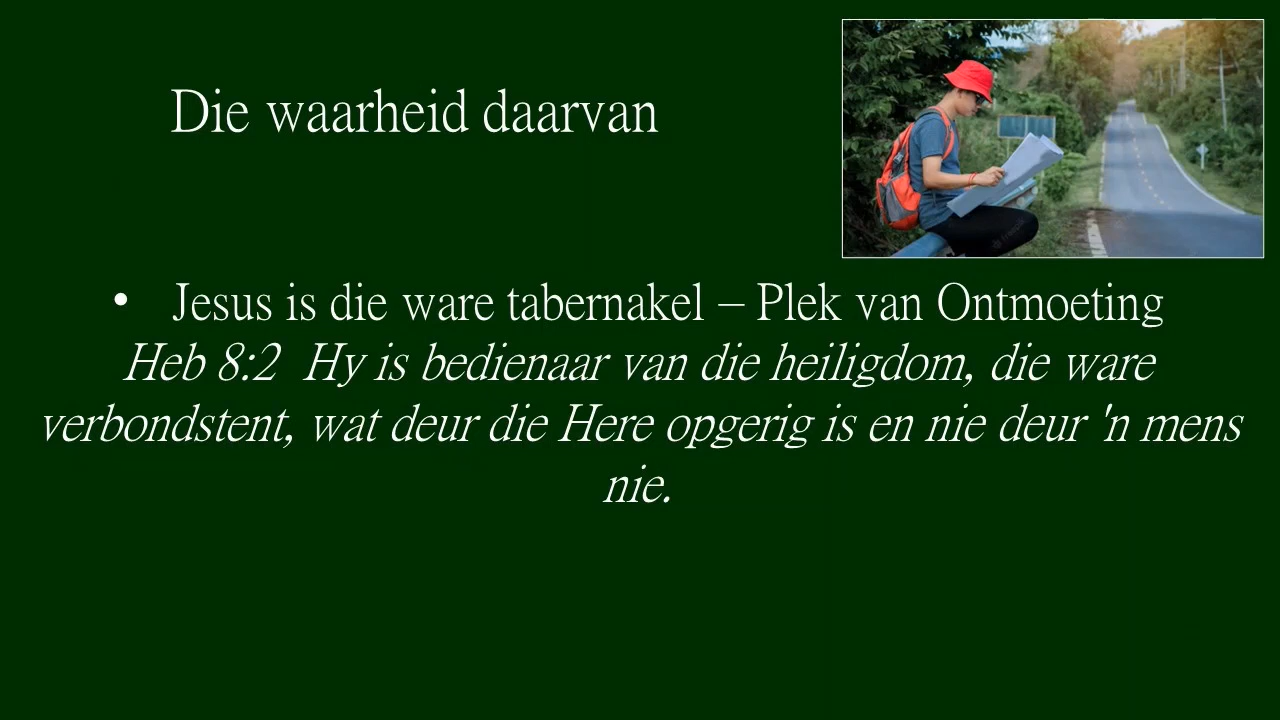 Die waarheid daarvan
• Jesus is die ware tabernakel – Plek van Ontmoeting
Heb 8:2  Hy is bedienaar van die heiligdom, die ware
verbondstent, wat deur die Here opgerig is en nie deur 'n mens
nie.